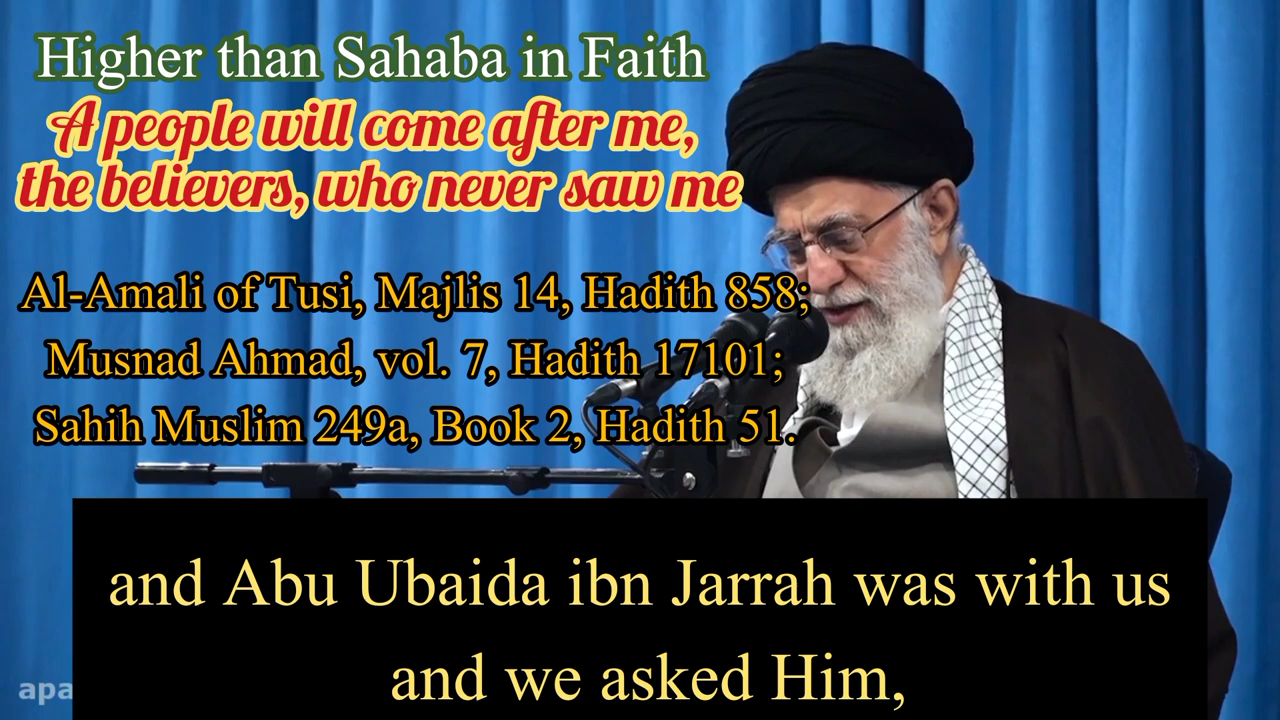 Higher than Sahaba in Faith
A people will come after me,
the believers, who never saw me
Al-Amali of Tusi, Majlis 14, Hadith 858;
Musnad Ahmad, vol. 7, Hadith 17101;
Sahih Muslim 249a, Book 2, Hadith 51.
and Abu Ubaida ibn Jarrah was with us
and we asked Him,
apa